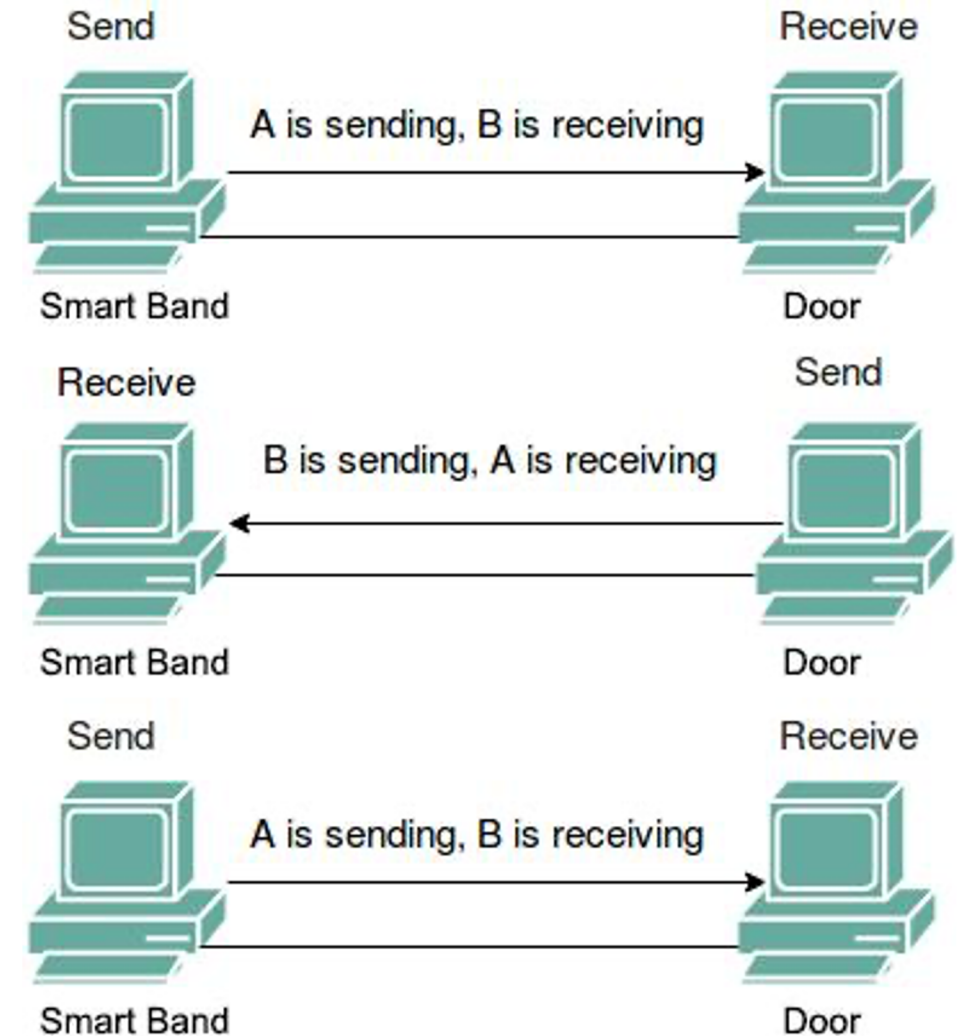 Send
Receive
A is sending, B is receiving
Smart Band
Door
Receive
Send
B is sending, A is receiving
Smart Band
Door
Send
Receive
A is sending, B is receiving
Smart Band
Door